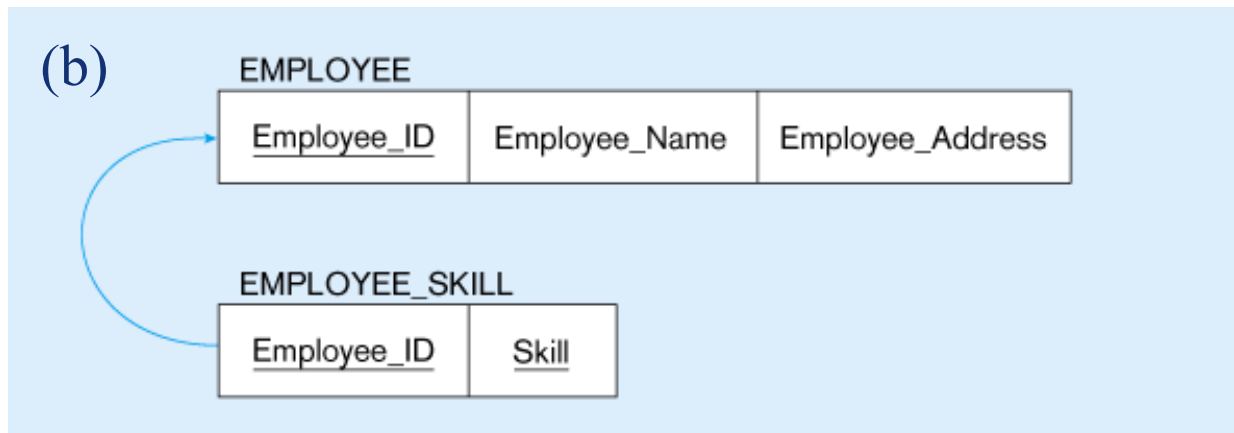 (b)
EMPLOYEE
Employee_ID Employee_Name Employee_Address
EMPLOYEE_SKILL
Employee_ID Skill